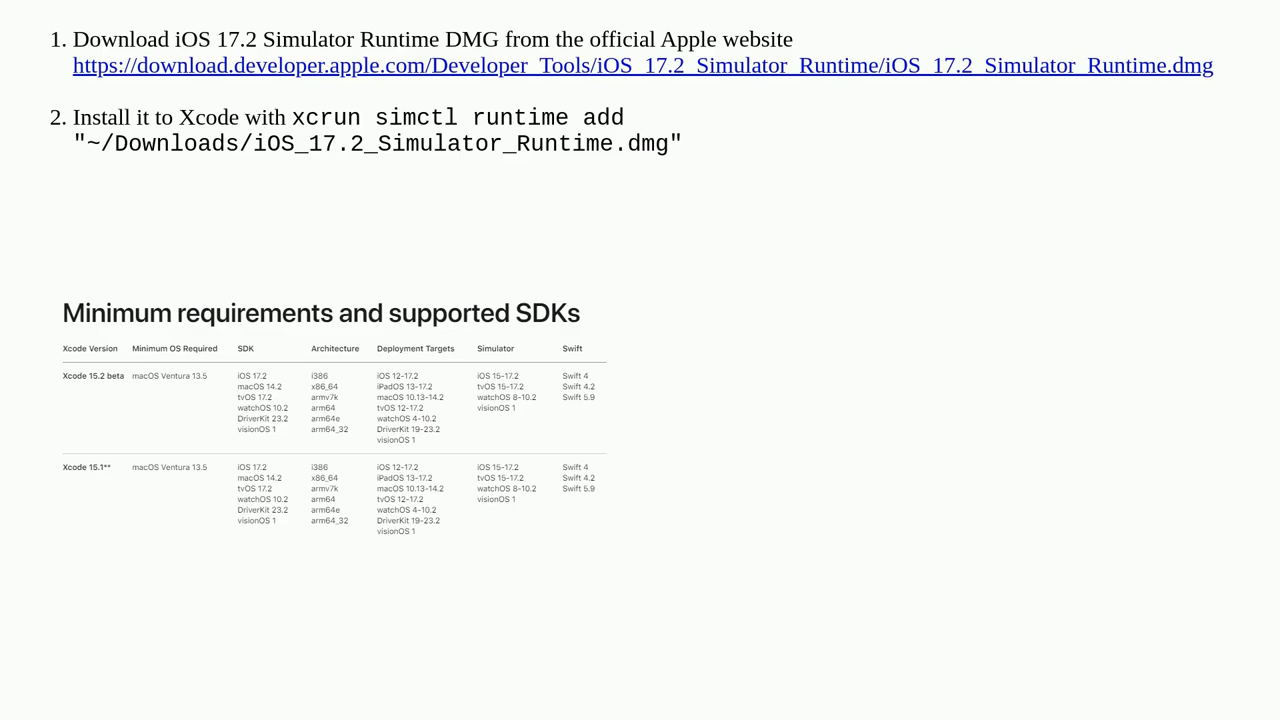 1. Download iOS 17.2 Simulator Runtime DMG from the official Apple website
https://download.developer.apple.com/Developer_Tools/iOS_17.2_Simulator_Runtime/iOS_17.2_Simulator_Runtime.dmg
2. Install it to Xcode with xcrun simctl runtime add
"~/Downloads/iOS_17.2_Simulator_Runtime.dmg"
Minimum requirements and supported SDKs
Xcode Version Minimum OS Required SDK Architecture Deployment Targets Simulator Swift
Xcode 15.2 beta macOS Ventura 13.5 iOS 17.2 i386 iOS 12-17.2 iOS 15-17.2 Swift 4
macOS 14.2 x86_64 iPadOS 13-17.2 tvOS 15-17.2 Swift 4.2
tvOS 17.2 armv7k macOS 10.13-14.2 watchOS 8-10.2 Swift 5.9
watchOS 10.2 arm64 tvOS 12-17.2 visionOS 1
DriverKit 23.2 arm64e watchOS 4-10.2
visionOS 1 arm64_32 DriverKit 19-23.2
visionOS 1
Xcode 15.1** macOS Ventura 13.5 iOS 17.2 i386 iOS 12-17.2 iOS 15-17.2 Swift 4
macOS 14.2 x86_64 iPadOS 13-17.2 tvOS 15-17.2 Swift 4.2
tvOS 17.2 armv7k macOS 10.13-14.2 watchOS 8-10.2 Swift 5.9
watchOS 10.2 arm64 tvOS 12-17.2 visionOS 1
DriverKit 23.2 arm64e watchOS 4-10.2
visionOS 1 arm64_32 DriverKit 19-23.2
visionOS 1